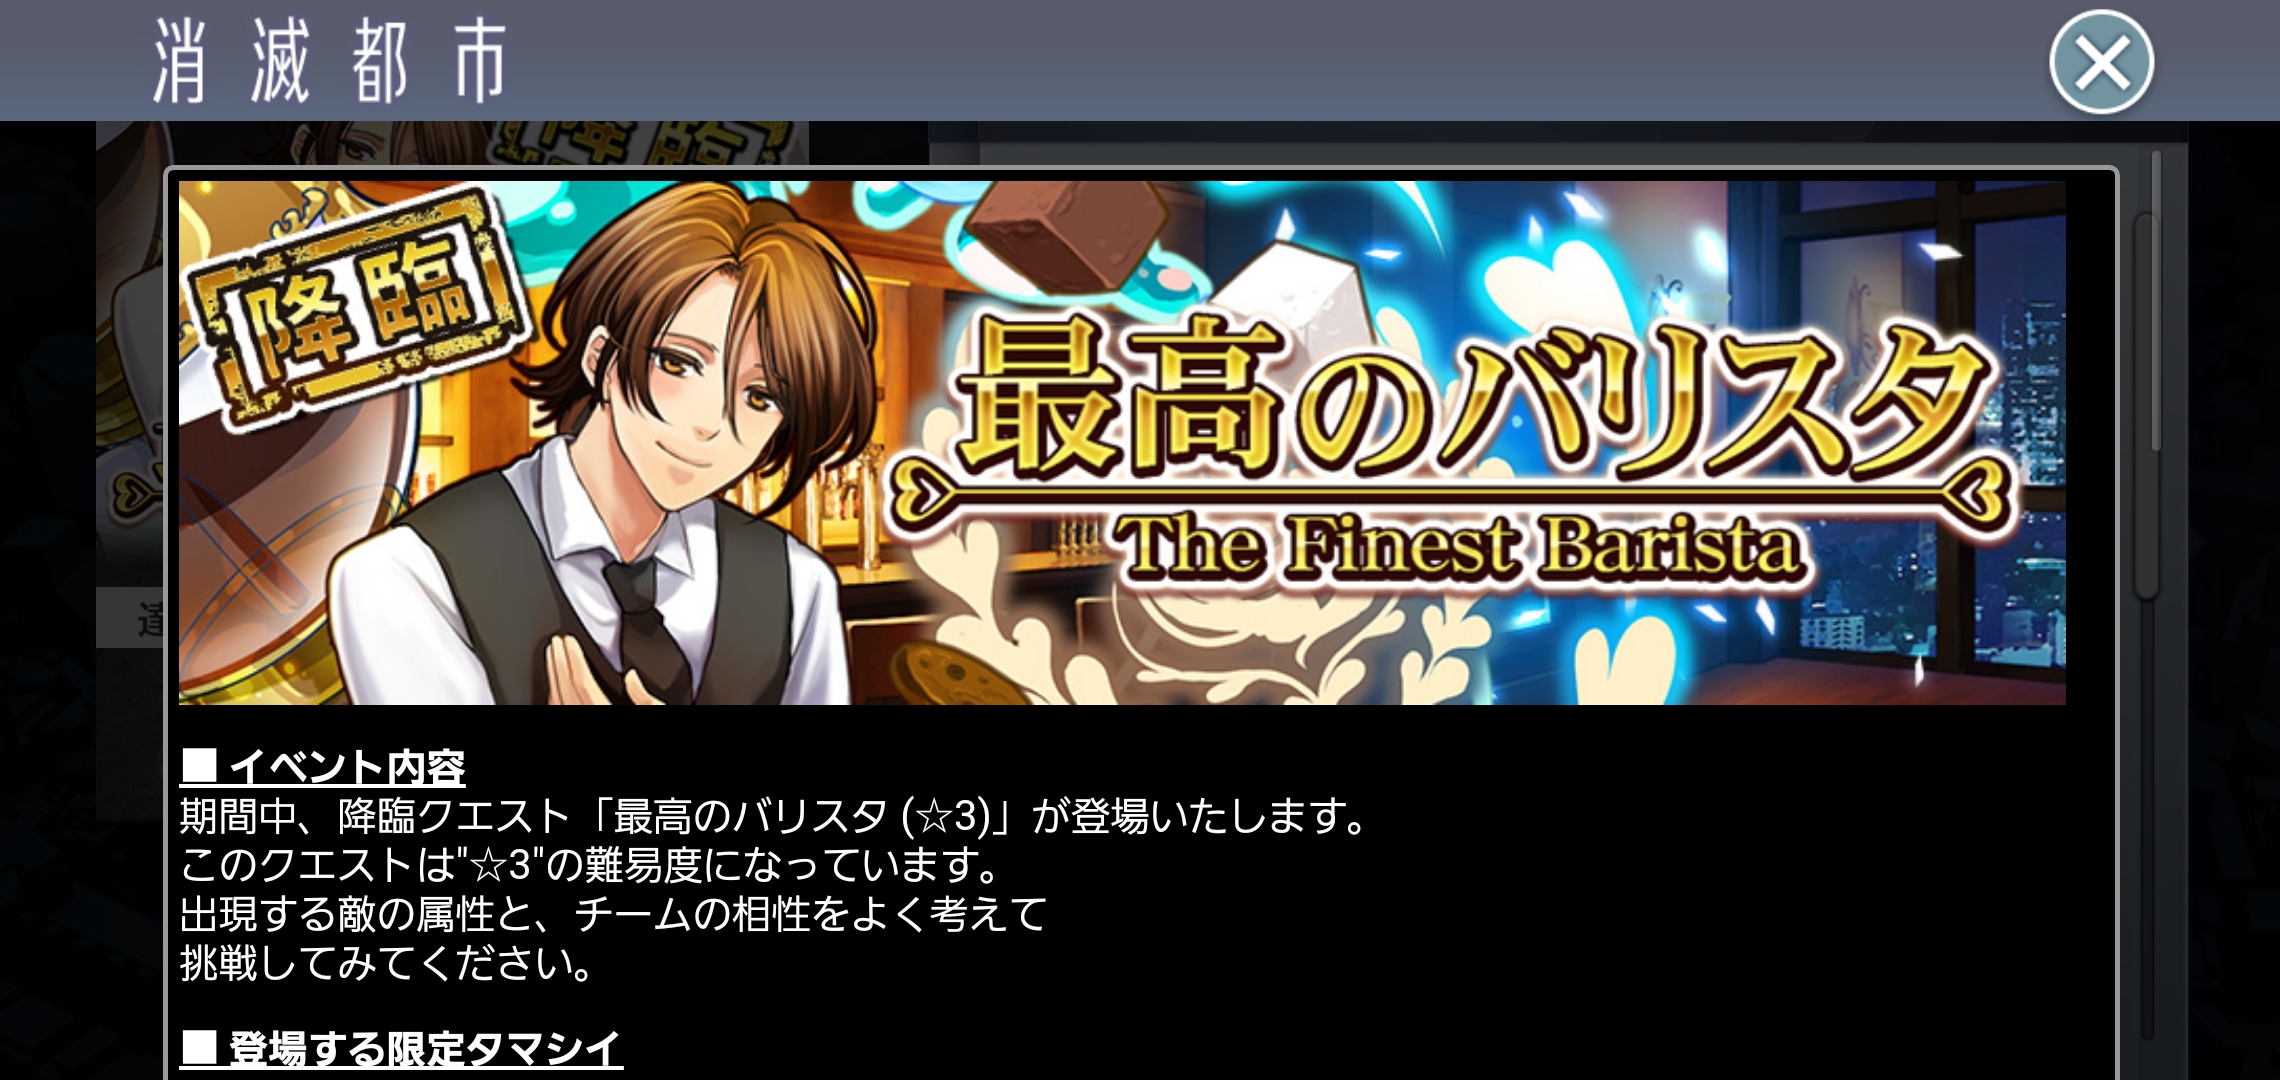 消滅都市
降臨
最高のバリスタ
The Finest Barista
■ イベント内容
期間中、降臨クエスト「最高のバリスタ (☆3)」が登場いたします。
このクエストは"☆3"の難易度になっています。
出現する敵の属性と、チームの相性をよく考えて
挑戦してみてください。
■ 登場する限定タマシイ